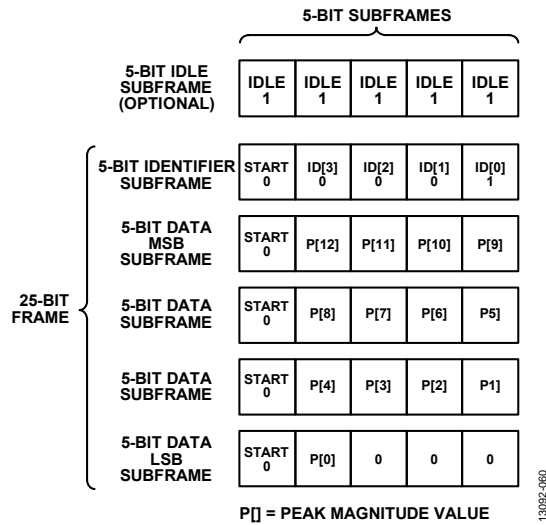 5-BIT SUBFRAMES
5-BIT IDLE
SUBFRAME
(OPTIONAL)
IDLE
1
IDLE
1
IDLE
1
IDLE
1
IDLE
1
25-BIT
FRAME
5-BIT IDENTIFIER
SUBFRAME
START
0
ID[3]
0
ID[2]
0
ID[1]
0
ID[0]
1
5-BIT DATA
MSB
SUBFRAME
START
0
P[12]
P[11]
P[10]
P[9]
5-BIT DATA
SUBFRAME
START
0
P[8]
P[7]
P[6]
P5]
5-BIT DATA
SUBFRAME
START
0
P[4]
P[3]
P[2]
P1]
5-BIT DATA
LSB
SUBFRAME
START
0
P[0]
0
0
0
P[] = PEAK MAGNITUDE VALUE
13092-060